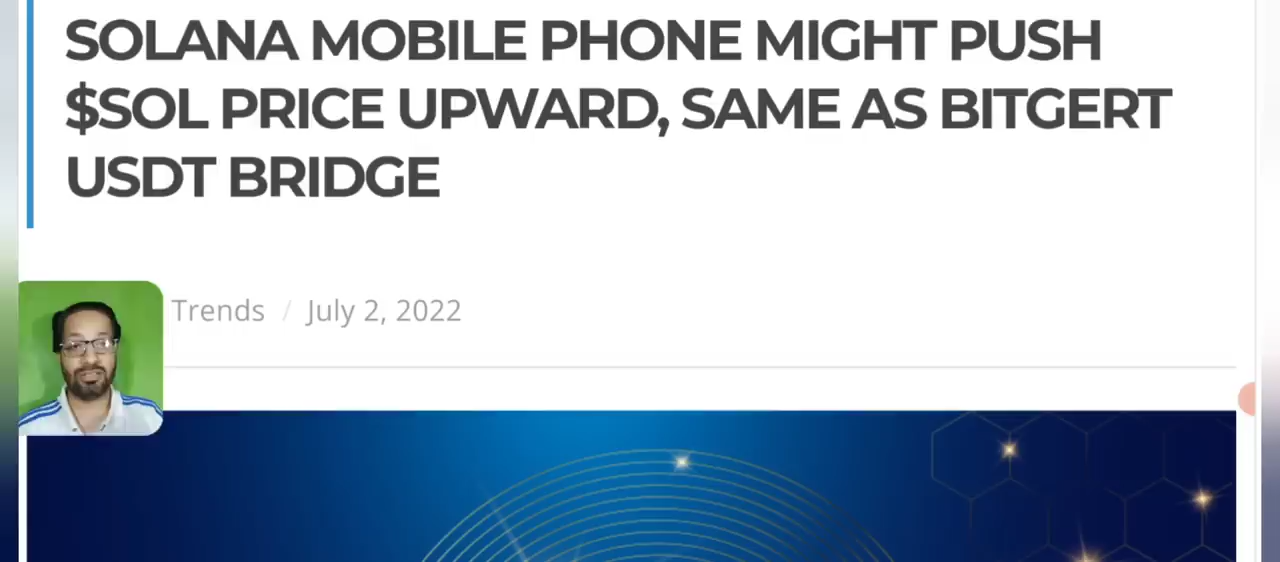 SOLANA MOBILE PHONE MIGHT PUSH
$SOL PRICE UPWARD, SAME AS BITGERT
USDT BRIDGE
Trends / July 2, 2022